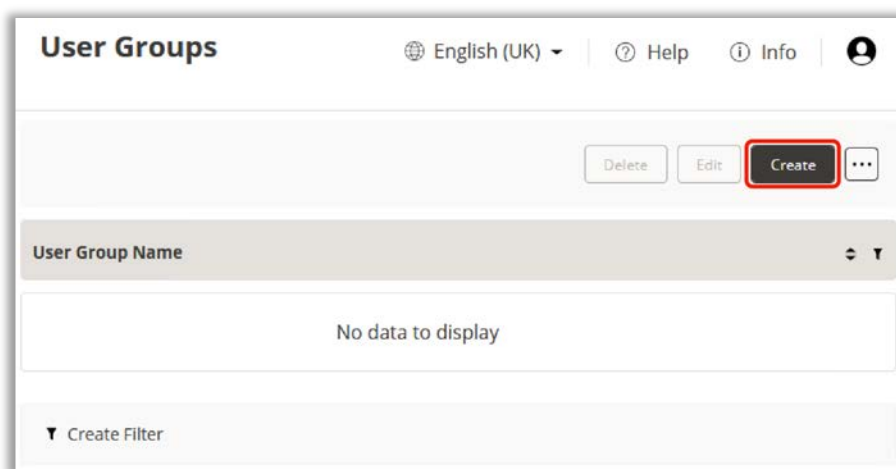 User Groups English (UK) Help Info
Delete Edit Create ...
User Group Name
No data to display
Create Filter